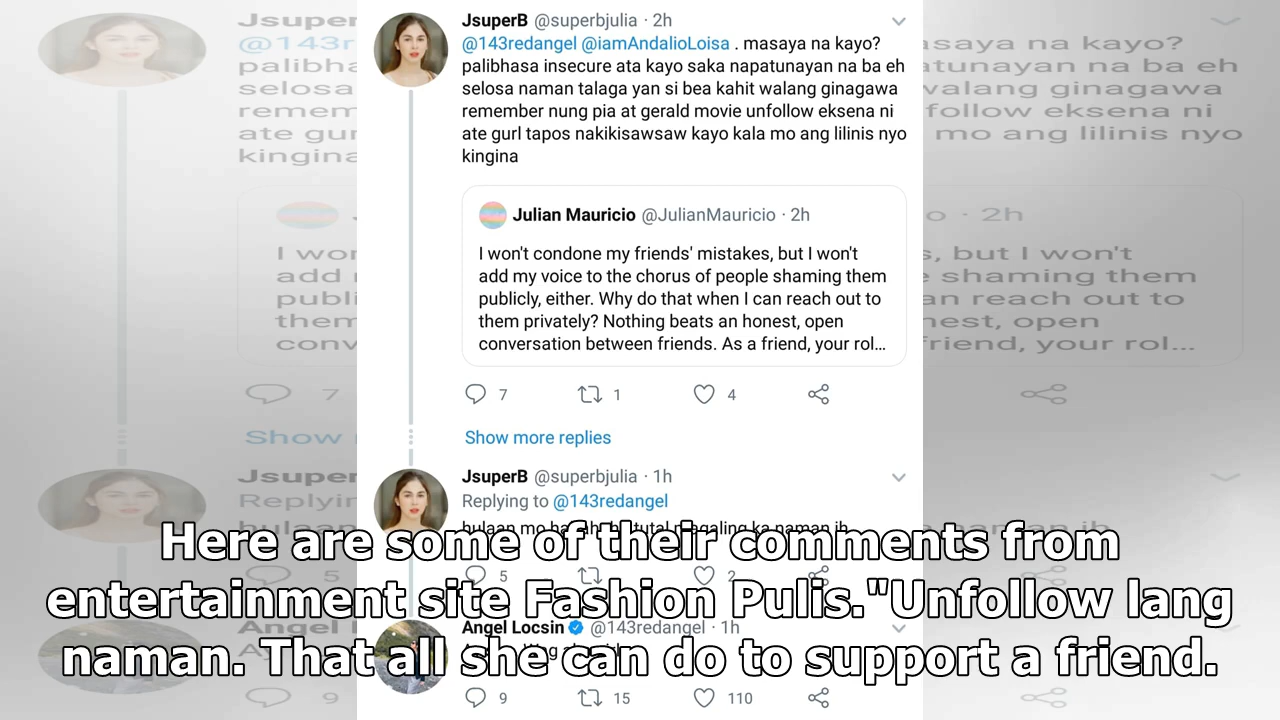 JsuperB @superbjulia · 2h
@143redangel @iamAndalioLoisa . masaya na kayo?
palibhasa insecure ata kayo saka napatunayan na ba eh
selosa naman talaga yan si bea kahit walang ginagawa
remember nung pia at gerald movie unfollow eksena ni
ate gurl tapos nakikisawsaw kayo kala mo ang lilinis nyo
kingina
Julian Mauricio @JulianMauricio · 2h
I won't condone my friends' mistakes, but I won't
add my voice to the chorus of people shaming them
publicly, either. Why do that when I can reach out to
them privately? Nothing beats an honest, open
conversation between friends. As a friend, your rol...
7 1 4
Show more replies
JsuperB @superbjulia · 1h
Replying to @143redangel
hulaan mo naman ih
5 2
Angel Locsin @143redangel · 1h
9 15 110
Here are some of their comments from
entertainment site Fashion Pulis."Unfollow lang
naman. That all she can do to support a friend.